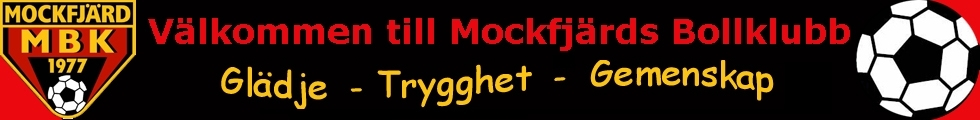 MOCKFJÄRD
MBK
1977
Välkommen till Mockfjärds Bollklubb
Glädje - Trygghet - Gemenskap